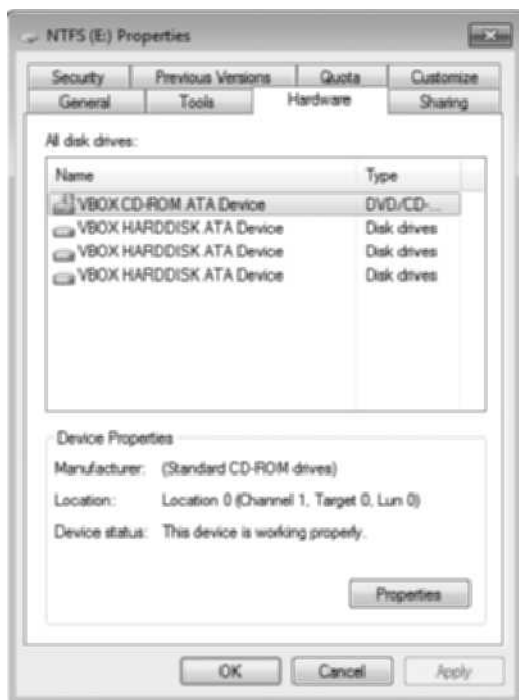 NTFS (E:) Properties
Security Previous Versions Quota Customize
General Tools Hardware Sharing
All disk drives:
Name Type
VBOX CD-ROM ATA Device DVD/CD-...
VBOX HARDDISK ATA Device Disk drives
VBOX HARDDISK ATA Device Disk drives
VBOX HARDDISK ATA Device Disk drives
Device Properties
Manufacturer: (Standard CD-ROM drives)
Location: Location 0 (Channel 1, Target 0, Lun 0)
Device status: This device is working properly.
Properties
OK Cancel Apply